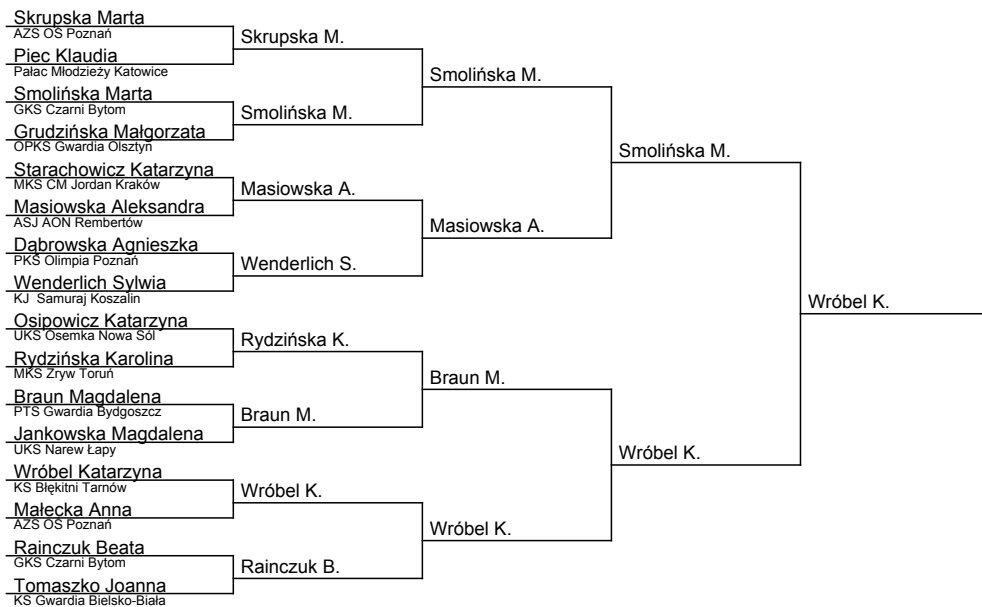 Skrupska Marta
AZS OŚ Poznań
Piec Klaudia
Pałac Młodzieży Katowice
Smolińska Marta
GKS Czarni Bytom
Grudzińska Małgorzata
OPKS Gwardia Olsztyn
Starachowicz Katarzyna
MKS CM Jordan Kraków
Masiowska Aleksandra
ASJ AON Rembertów
Dąbrowska Agnieszka
PKS Olimpia Poznań
Wenderlich Sylwia
KJ Samuraj Koszalin
Osipowicz Katarzyna
UKS Ósemka Nowa Sól
Rydzińska Karolina
MKS Zryw Toruń
Braun Magdalena
PTS Gwardia Bydgoszcz
Jankowska Magdalena
UKS Narew Łapy
Wróbel Katarzyna
KS Błękitni Tarnów
Małecka Anna
AZS OŚ Poznań
Rainczuk Beata
GKS Czarni Bytom
Tomaszko Joanna
KS Gwardia Bielsko-Biała
Skrupska M.
Smolińska M.
Masiowska A.
Wenderlich S.
Rydzińska K.
Braun M.
Wróbel K.
Rainczuk B.
Smolińska M.
Masiowska A.
Braun M.
Wróbel K.
Smolińska M.
Wróbel K.
Wróbel K.